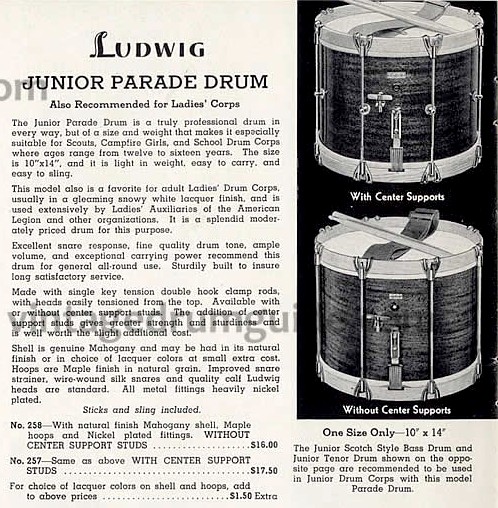 LUDWIG
JUNIOR PARADE DRUM
Also Recommended for Ladies' Corps
The Junior Parade Drum is a truly professional drum in
every way, but of a size and weight that makes it especially
suitable for Scouts, Campfire Girls, and School Drum Corps
where ages range from twelve to sixteen years. The size
is 10"x14", and it is light in weight, easy to carry, and
easy to sling.
This model also is a favorite for adult Ladies' Drum Corps,
usually in a gleaming snowy white lacquer finish, and is
used extensively by Ladies' Auxiliaries of the American
Legion and other organizations. It is a splendid moder-
ately priced drum for this purpose.
Excellent snare response, fine quality drum tone, ample
volume, and exceptional carrying power recommend this
drum for general all-round use. Sturdily built to insure
long satisfactory service.
Made with single key tension double hook clamp rods,
with heads easily tensioned from the top. Available with
or without center support studs. The addition of center
support studs gives greater strength and sturdiness, and
is well worth the slight additional cost.
Shell is genuine Mahogany and may be had in its natural
finish or in choice of lacquer colors at small extra cost.
Hoops are Maple finish in natural grain. Improved snare
strainer, wire-wound silk snares and quality calf Ludwig
heads are standard. All metal fittings heavily nickel
plated.
Sticks and sling included.
No. 258—With natural finish Mahogany shell, Maple
hoops and Nickel plated fittings. WITHOUT
CENTER SUPPORT STUDS ..................$16.00
No. 257—Same as above WITH CENTER SUPPORT
STUDS ..................................$17.50
For choice of lacquer colors on shell and hoops, add
to above prices ......................$1.50 Extra
With Center Supports
Without Center Supports
One Size Only—10" x 14"
The Junior Scotch Style Bass Drum and
Junior Tenor Drum shown on the oppo-
site page are recommended to be used
in Junior Drum Corps with this model
Parade Drum.
om
vintagedrumgui